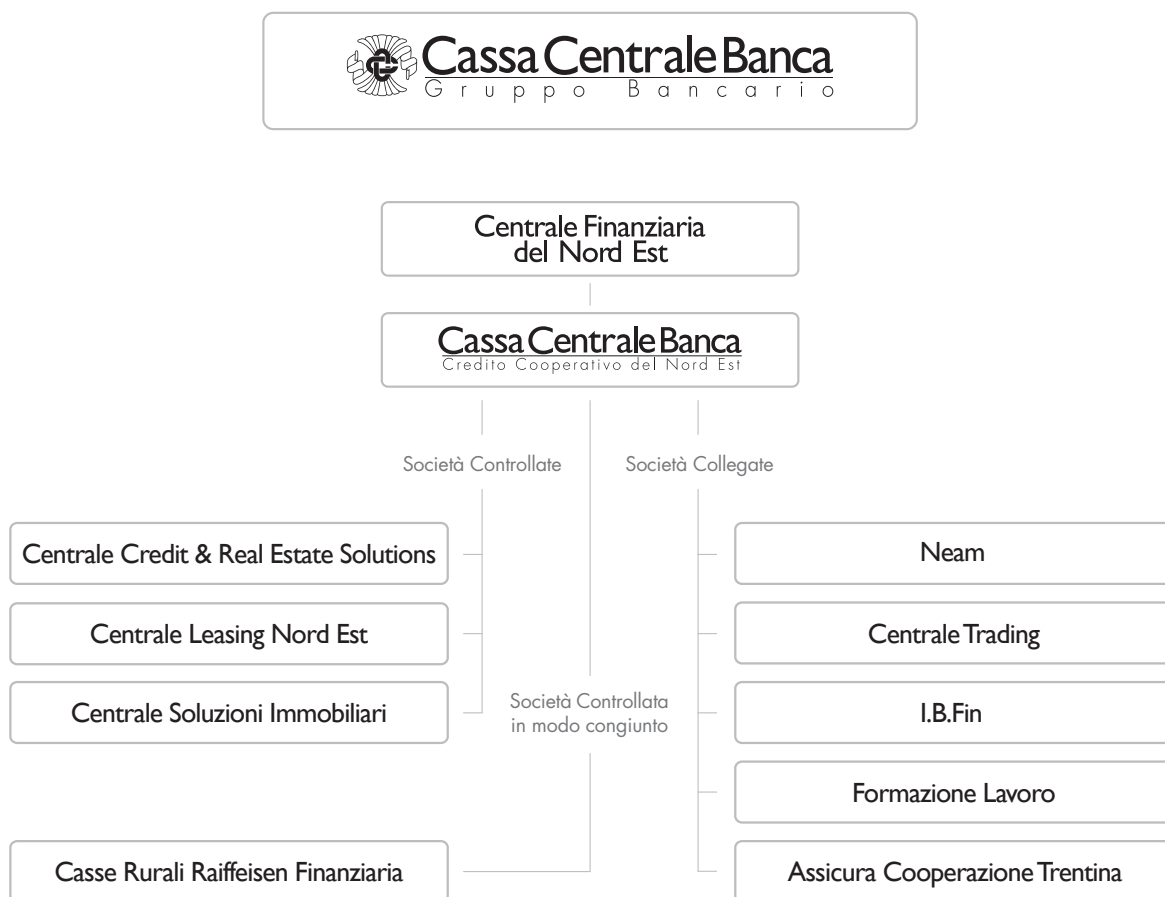 Cassa Centrale Banca
Gruppo Bancario
Centrale Finanziaria
del Nord Est
Cassa Centrale Banca
Credito Cooperativo del Nord Est
Società Controllate
Società Collegate
Centrale Credit & Real Estate Solutions
Neam
Centrale Leasing Nord Est
Centrale Trading
Centrale Soluzioni Immobiliari
Società Controllata
in modo congiunto
I.B.Fin
Formazione Lavoro
Casse Rurali Raiffeisen Finanziaria
Assicura Cooperazione Trentina